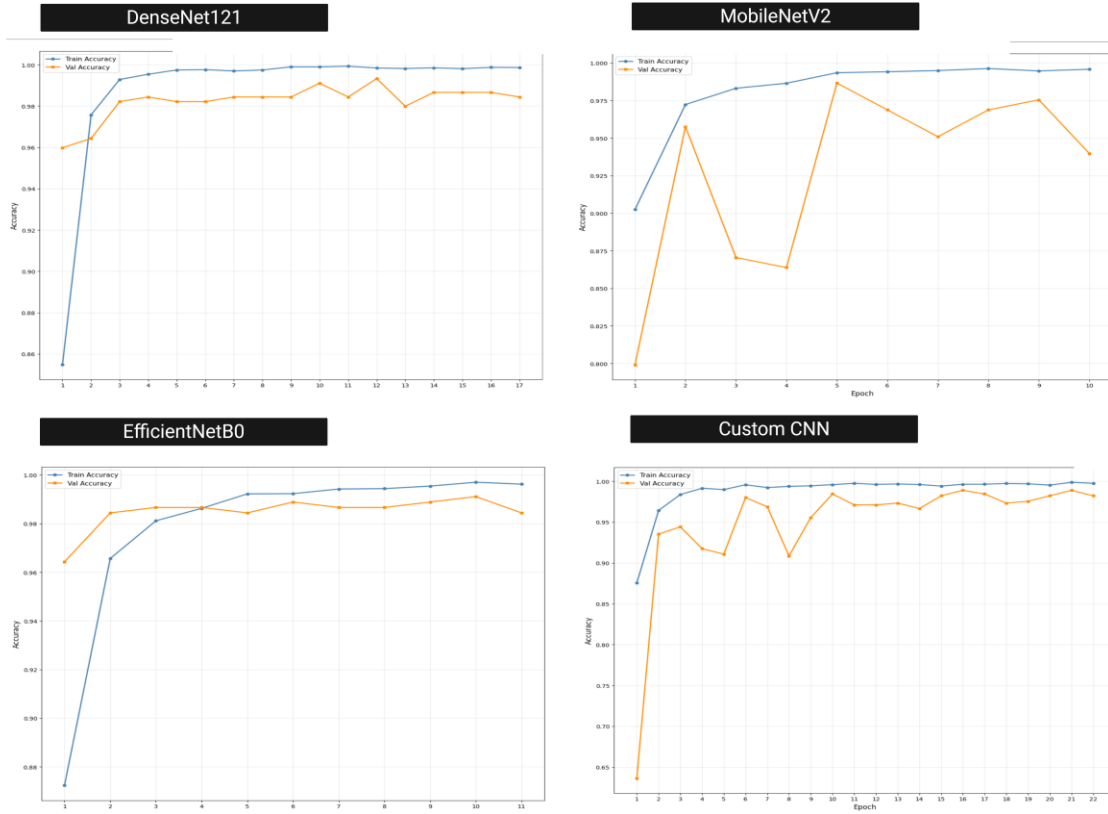 DenseNet121
Train Accuracy
Val Accuracy
1.00
0.98
0.96
0.94
0.92
0.90
0.88
0.86
Accuracy
1 2 3 4 5 6 7 8 9 10 11 12 13 14 15 16 17
MobileNetV2
Train Accuracy
Val Accuracy
1.000
0.975
0.950
0.925
0.900
0.875
0.850
0.825
0.800
Accuracy
1 2 3 4 5 6 7 8 9 10
Epoch
EfficientNetB0
Train Accuracy
Val Accuracy
1.00
0.98
0.96
0.94
0.92
0.90
0.88
Accuracy
1 2 3 4 5 6 7 8 9 10 11
Custom CNN
Train Accuracy
Val Accuracy
1.00
0.95
0.90
0.85
0.80
0.75
0.70
0.65
Accuracy
1 2 3 4 5 6 7 8 9 10 11 12 13 14 15 16 17 18 19 20 21 22
Epoch